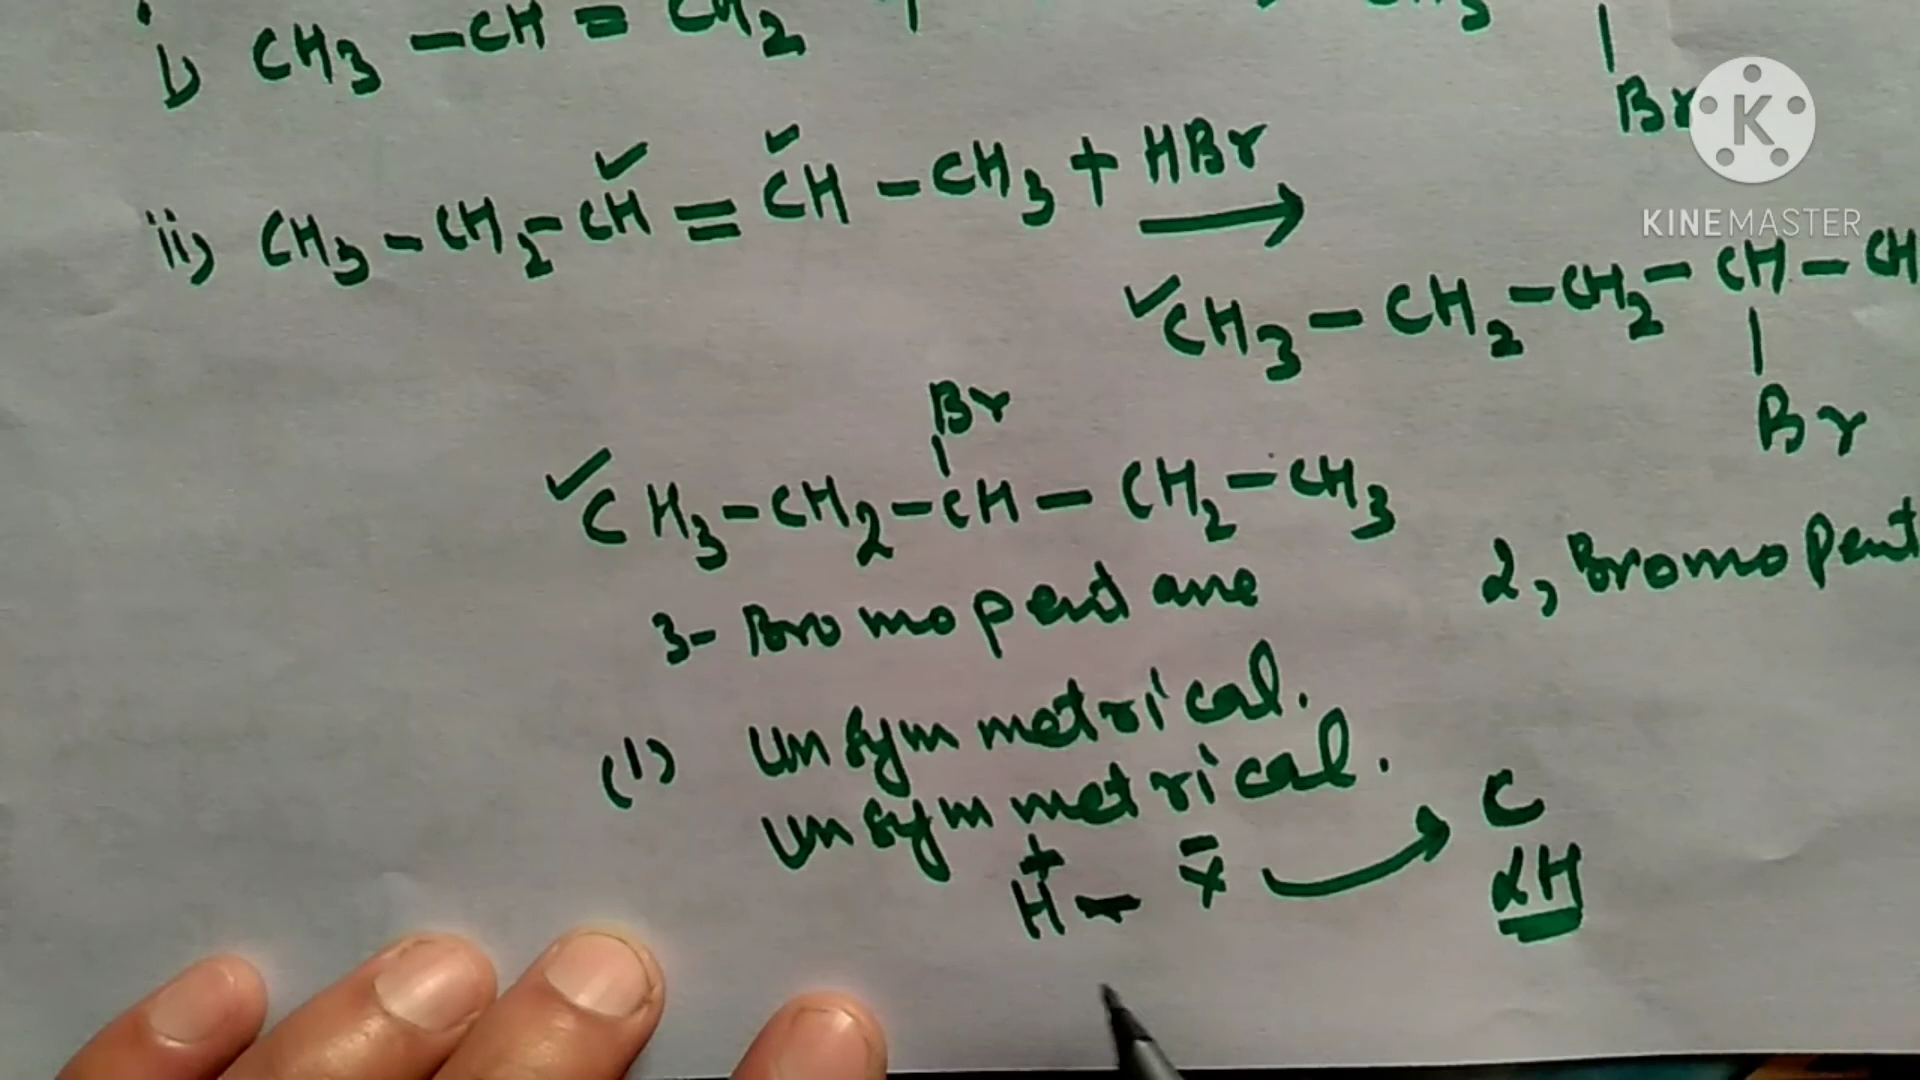 i) CH3 - CH = CH2 + CH3
Br
ii) CH3 - CH2 - CH = CH - CH3 + HBr →
CH3 - CH2 - CH2 - CH - CH
Br
Br
CH3 - CH2 - CH - CH2 - CH3
3- Bromopentane
2, Bromopent
(1) unsymmetrical.
unsymmetrical.
H+ - X- → C
αH
K
KINEMASTER